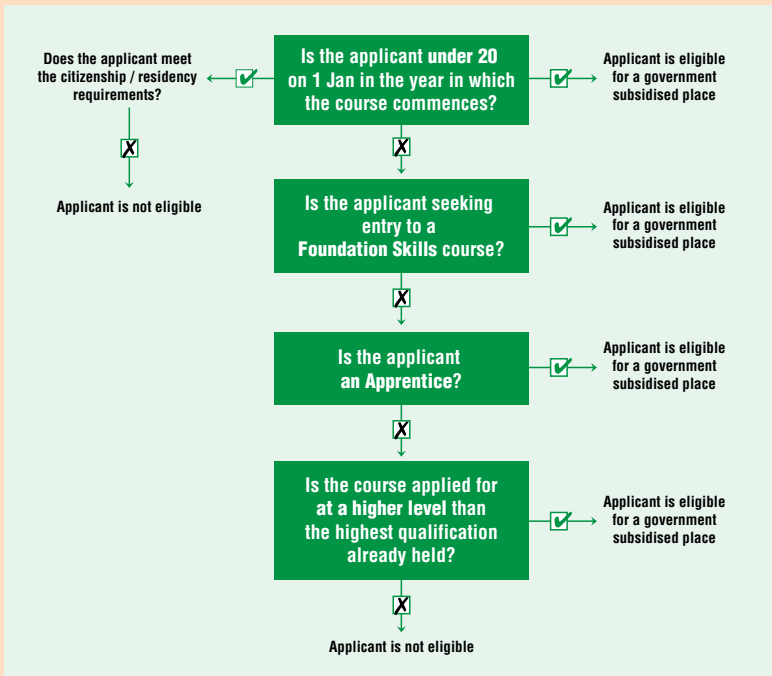 Does the applicant meet
the citizenship / residency
requirements?
Is the applicant under 20
on 1 Jan in the year in which
the course commences?
Applicant is eligible
for a government
subsidised place
Applicant is not eligible
Is the applicant seeking
entry to a
Foundation Skills course?
Applicant is eligible
for a government
subsidised place
Is the applicant
an Apprentice?
Applicant is eligible
for a government
subsidised place
Is the course applied for
at a higher level than
the highest qualification
already held?
Applicant is eligible
for a government
subsidised place
Applicant is not eligible